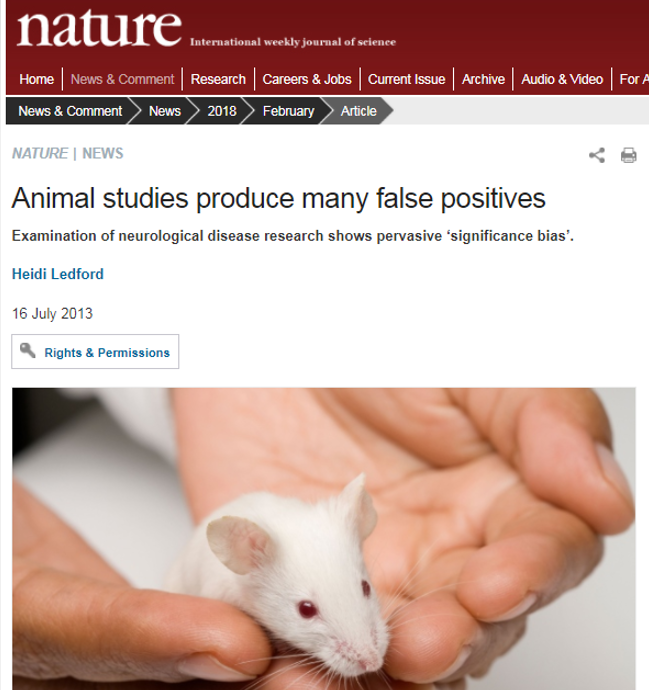 nature International weekly journal of science
Home News & Comment Research Careers & Jobs Current Issue Archive Audio & Video For A
News & Comment News 2018 February Article
NATURE | NEWS
Animal studies produce many false positives
Examination of neurological disease research shows pervasive ‘significance bias’.
Heidi Ledford
16 July 2013
Rights & Permissions